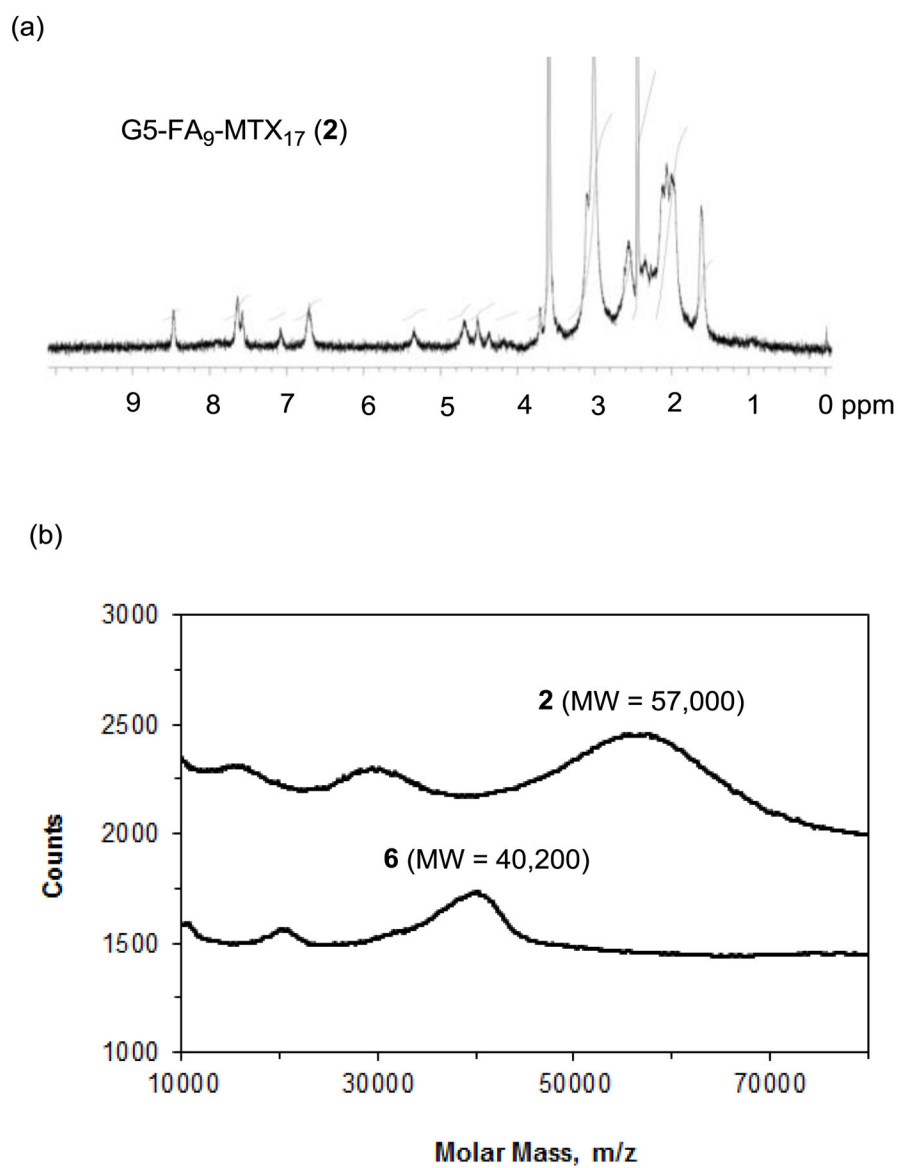 (a)
G5-FA₉-MTX₁₇ (2)
9 8 7 6 5 4 3 2 1 0 ppm
(b)
3000
2 (MW = 57,000)
2500
2000
6 (MW = 40,200)
1500
1000
Counts
10000 30000 50000 70000
Molar Mass, m/z